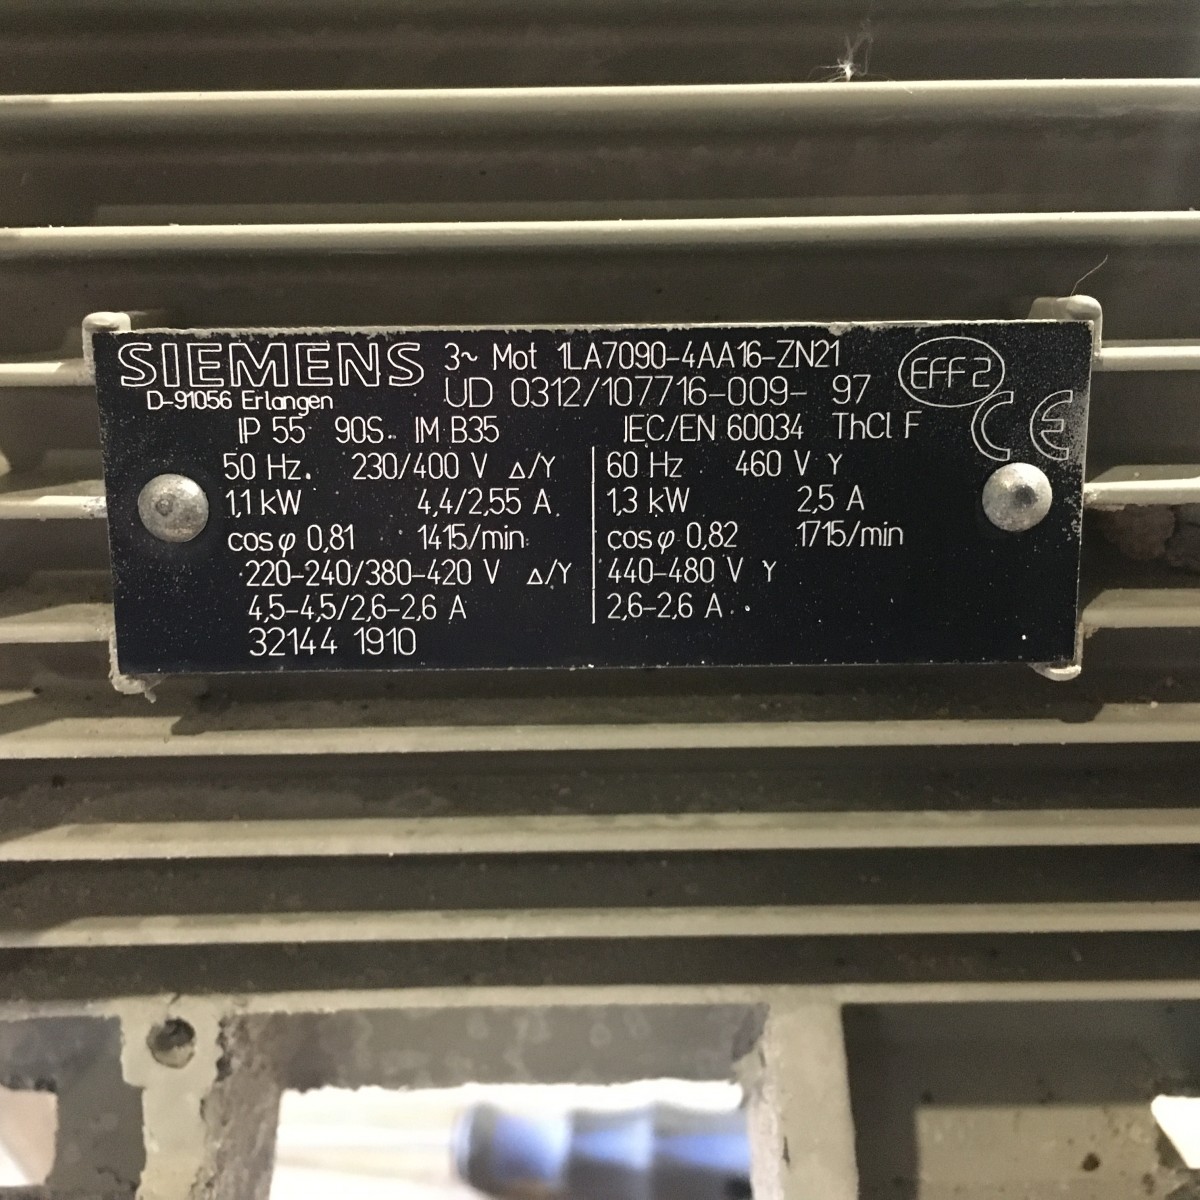 SIEMENS 3~ Mot 1LA7090-4AA16-ZN21 EFF2
D-91056 Erlangen UD 0312/107716-009- 97 CE
IP 55 90S IM B35 IEC/EN 60034 ThCl F
50 Hz 230/400 V Δ/Y 60 Hz 460 V Y
1,1 kW 4,4/2,55 A 1,3 kW 2,5 A
cosφ 0,81 1415/min cosφ 0,82 1715/min
220-240/380-420 V Δ/Y 440-480 V Y
4,5-4,5/2,6-2,6 A 2,6-2,6 A
32144 1910